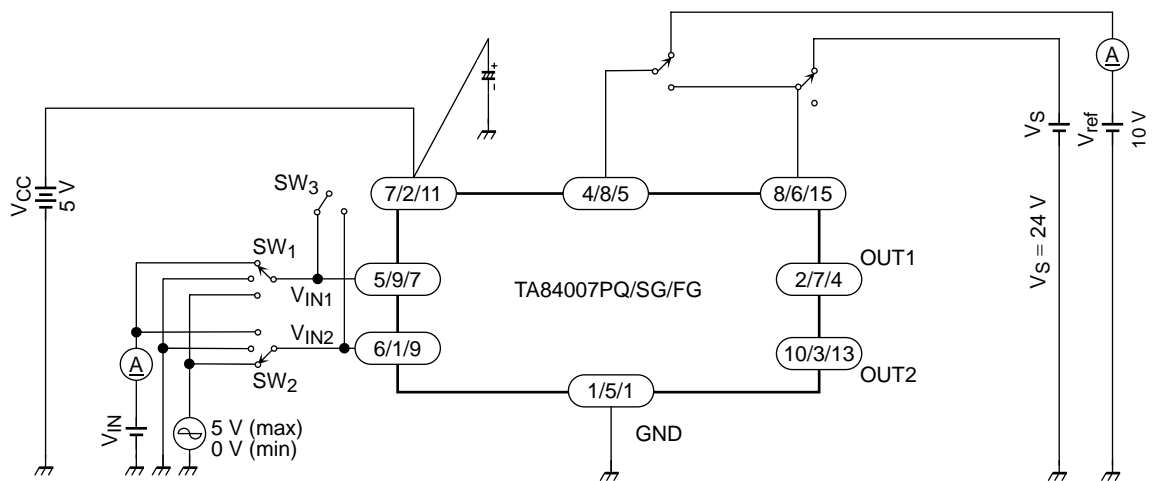 A
+
−
VS
Vref
10 V
VCC
5 V
SW3
7/2/11
4/8/5
8/6/15
VS = 24 V
SW1
5/9/7
VIN1
TA84007PQ/SG/FG
2/7/4
OUT1
VIN2
6/1/9
10/3/13
OUT2
A
SW2
1/5/1
GND
VIN
5 V (max)
0 V (min)